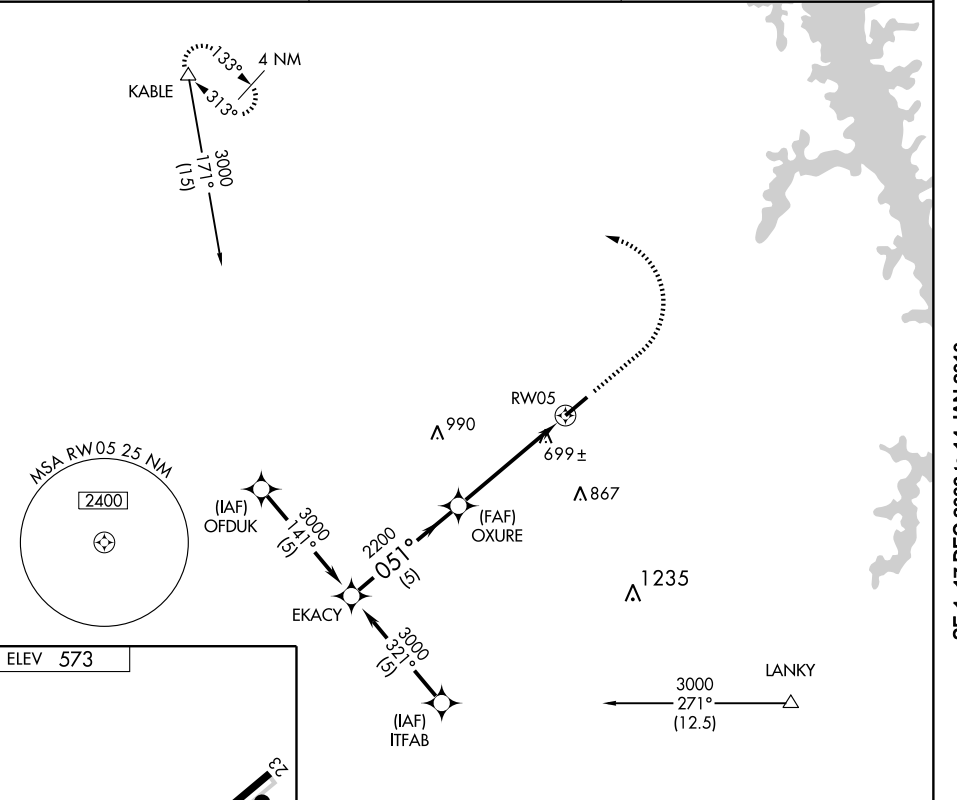 133°
4 NM
KABLE
313°
3000
171°
(15)
RW05
990
699±
MSA RW05 25 NM
2400
(IAF)
OFDUK
3000
141°
(5)
867
(FAF)
OXURE
2200
051°
(5)
EKACY
1235
3000
321°
(5)
ELEV 573
(IAF)
ITFAB
LANKY
3000
271°
(12.5)
23